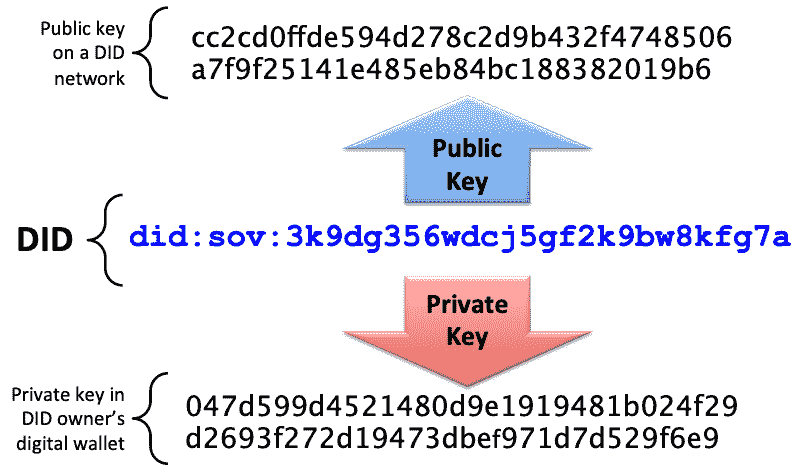 Public key
on a DID
network
cc2cd0ffde594d278c2d9b432f4748506
a7f9f25141e485eb84bc188382019b6
Public
Key
DID
did:sov:3k9dg356wdcj5gf2k9bw8kfg7a
Private
Key
Private key in
DID owner's
digital wallet
047d599d4521480d9e1919481b024f29
d2693f272d19473dbef971d7d529f6e9